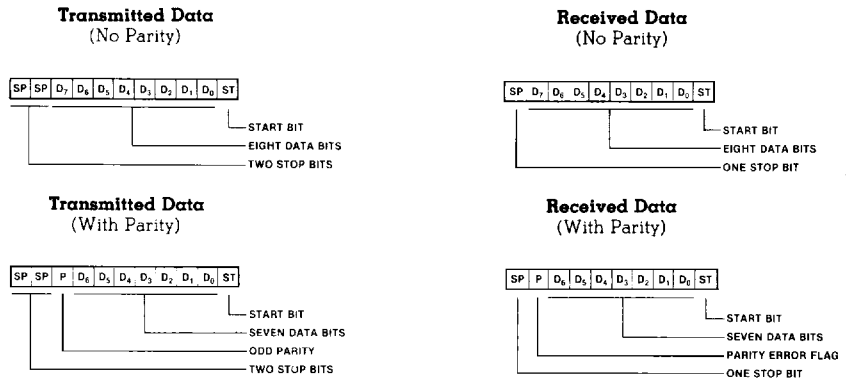 Transmitted Data
(No Parity)
SP SP D7 D6 D5 D4 D3 D2 D1 D0 ST
START BIT
EIGHT DATA BITS
TWO STOP BITS
Received Data
(No Parity)
SP D7 D6 D5 D4 D3 D2 D1 D0 ST
START BIT
EIGHT DATA BITS
ONE STOP BIT
Transmitted Data
(With Parity)
SP SP P D6 D5 D4 D3 D2 D1 D0 ST
START BIT
SEVEN DATA BITS
ODD PARITY
TWO STOP BITS
Received Data
(With Parity)
SP P D6 D5 D4 D3 D2 D1 D0 ST
START BIT
SEVEN DATA BITS
PARITY ERROR FLAG
ONE STOP BIT